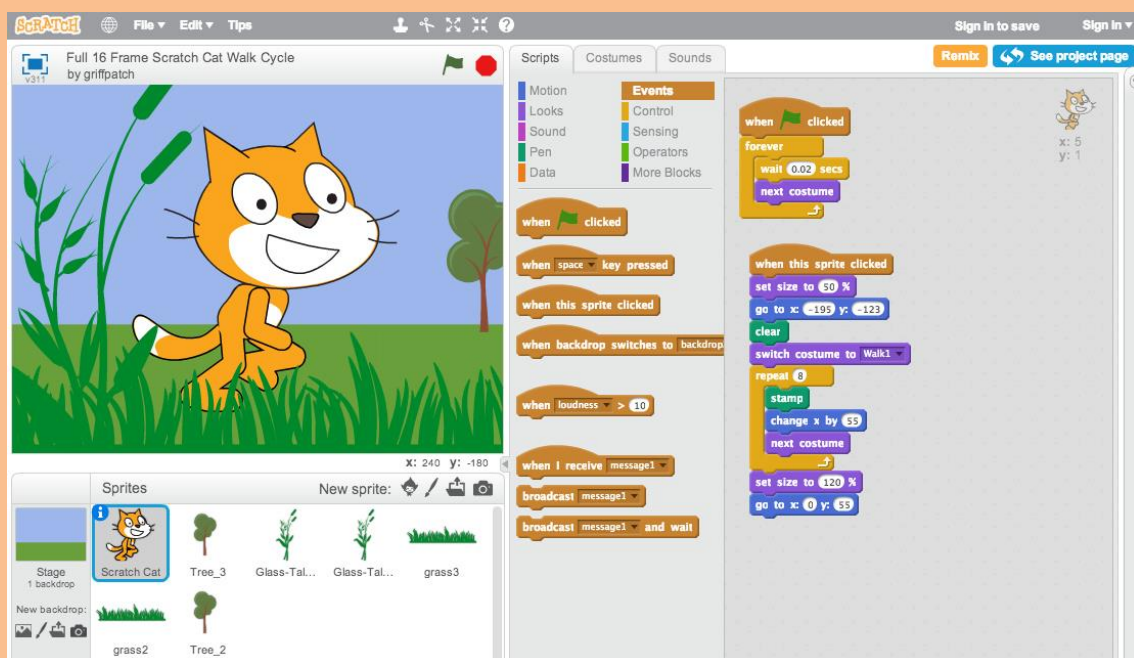 SCRATCH File Edit Tips Sign in to save Sign in
Full 16 Frame Scratch Cat Walk Cycle
by griffpatch
v311
X: 240 y: -180
Sprites New sprite:
Stage
1 backdrop
New backdrop:
Scratch Cat Tree_3 Glass-Tal... Glass-Tal... grass3
grass2 Tree_2
Scripts Costumes Sounds
Remix See project page
Motion Events
Looks Control
Sound Sensing
Pen Operators
Data More Blocks
when clicked
when space key pressed
when this sprite clicked
when backdrop switches to backdrop
when loudness > 10
when I receive message1
broadcast message1
broadcast message1 and wait
when clicked
forever
wait 0.02 secs
next costume
when this sprite clicked
set size to 50 %
go to x: -195 y: -123
clear
switch costume to Walk1
repeat 8
stamp
change x by 55
next costume
set size to 120 %
go to x: 0 y: 55
x: 5
y: 1